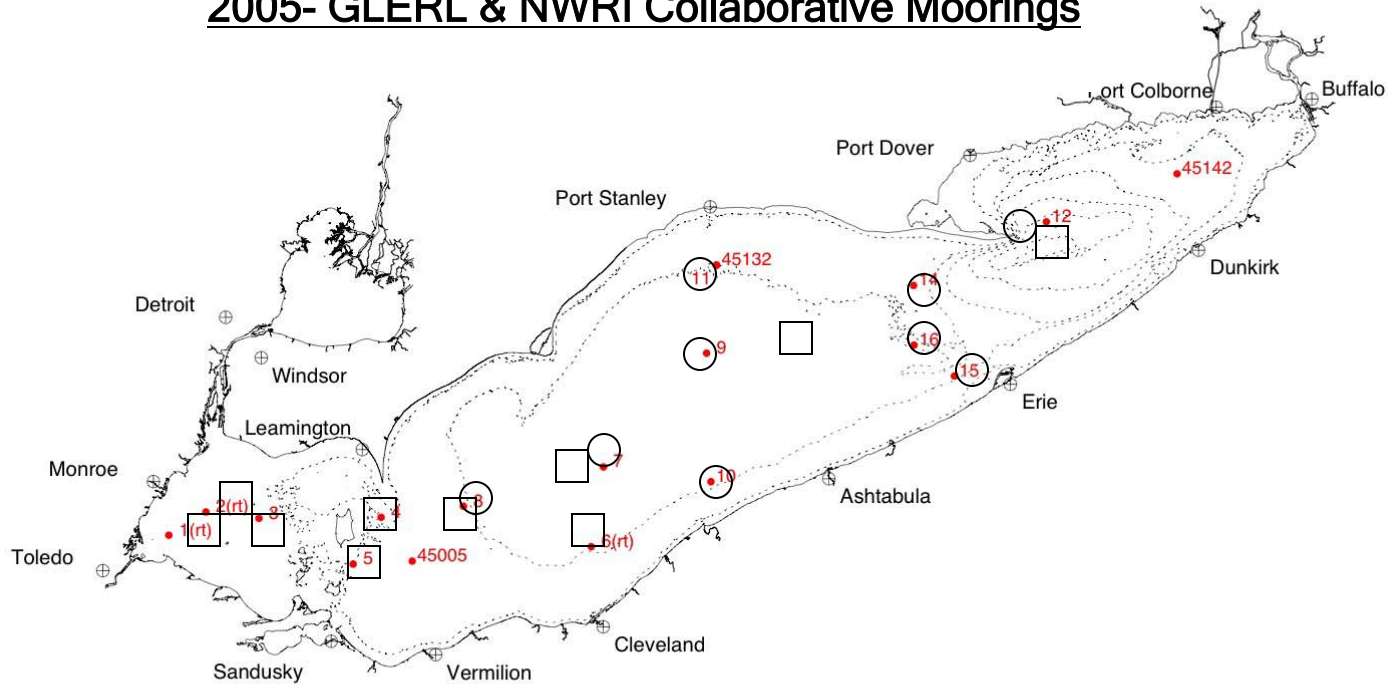 2005- GLERL & NWRI Collaborative Moorings
ort Colborne
Buffalo
Port Dover
45142
Port Stanley
12
45132
Dunkirk
11
14
Detroit
16
9
15
Windsor
Erie
Leamington
7
Monroe
10
Ashtabula
8
2(rt)
3
4
1(rt)
6(rt)
Toledo
5
45005
Cleveland
Sandusky
Vermilion